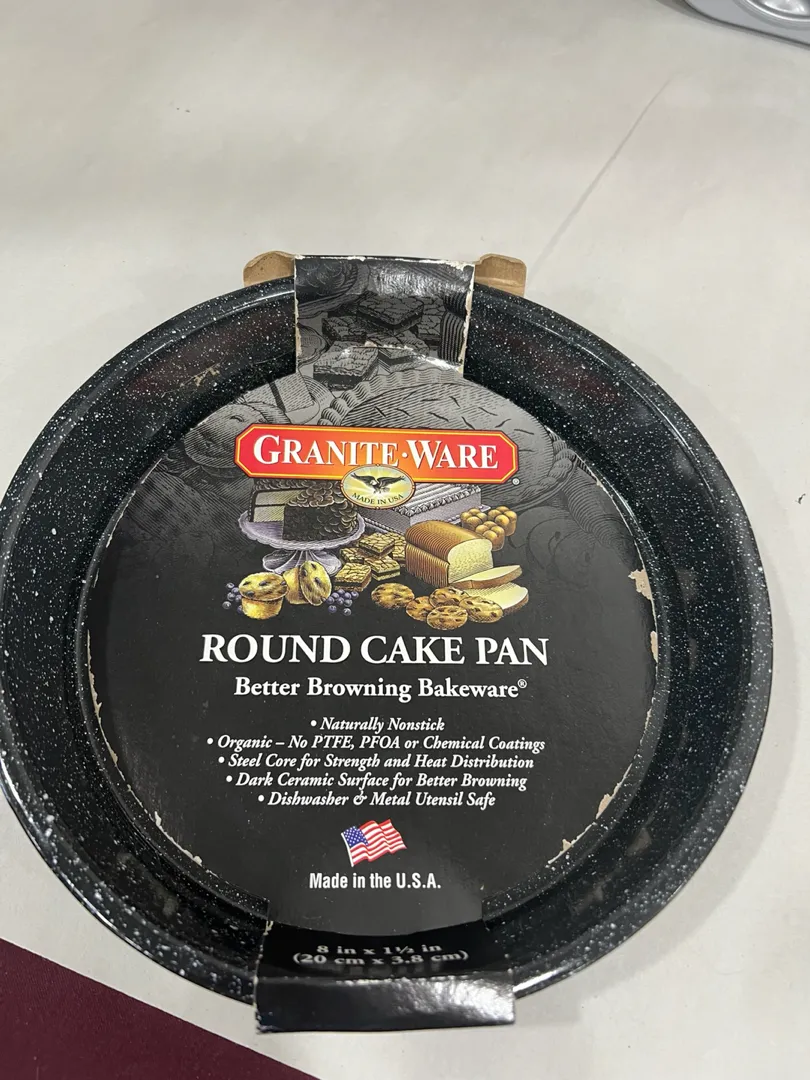 GRANITE·WARE®
MADE IN USA
ROUND CAKE PAN
Better Browning Bakeware®
• Naturally Nonstick
• Organic – No PTFE, PFOA or Chemical Coatings
• Steel Core for Strength and Heat Distribution
• Dark Ceramic Surface for Better Browning
• Dishwasher & Metal Utensil Safe
Made in the U.S.A.
8 in x 1½ in
(20 cm x 3.8 cm)